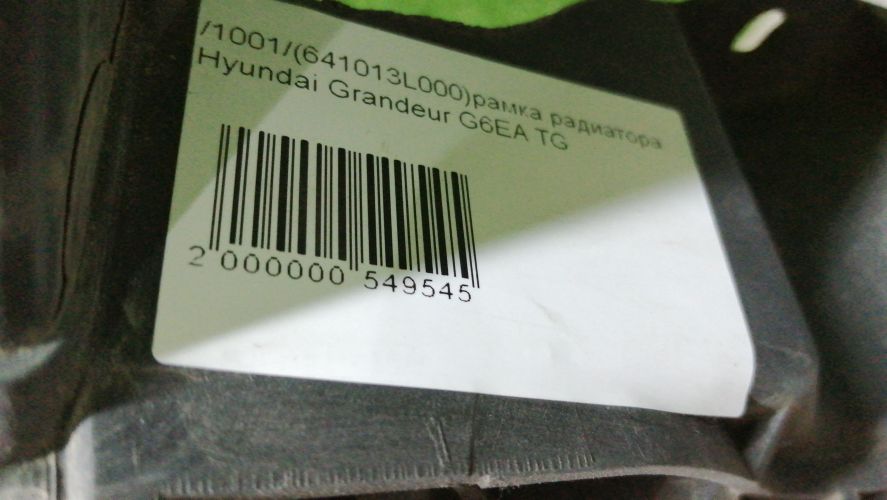 /1001/(641013L000)рамка радиатора
Hyundai Grandeur G6EA TG
2 000000 549545